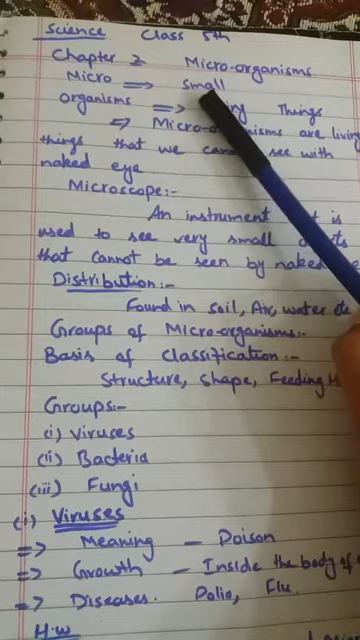 Science Class 5th
Chapter 2 Micro-organisms
Micro => Small
organisms => Things
=> are living
things that we see with
naked eye
Microscope:-
An instrument is
used to see very small
that cannot be seen by naked
Distribution:-
Found in soil, Air, water etc
Groups of Micro-organisms:-
Basis of Classification:-
Structure, Shape, Feeding
Groups:-
(i) Viruses
(ii) Bacteria
(iii) Fungi
(i) Viruses
=> Meaning - Poison
=> Growth - Inside the body of
=> Diseases. Polio, Flu.
H.W